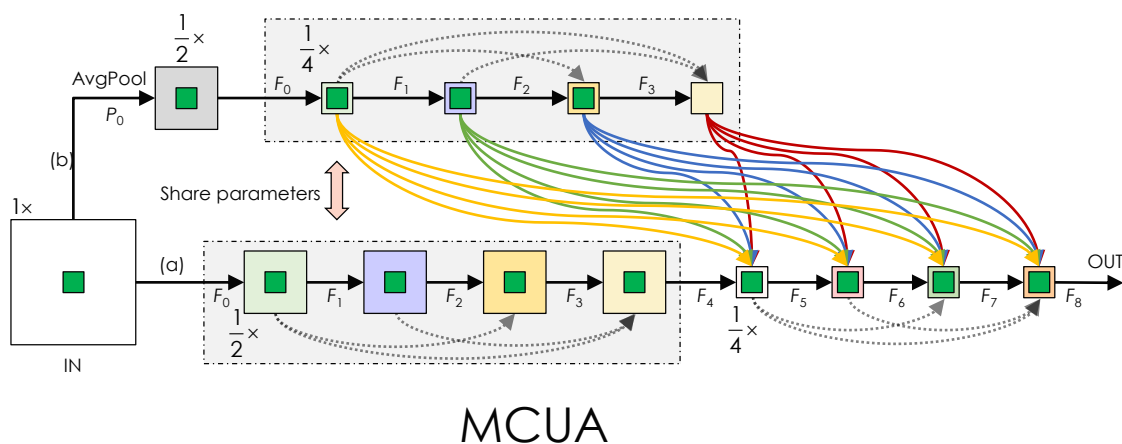 1/2 ×
AvgPool
P₀
F₀
1/4 ×
F₁
F₂
F₃
(b)
Share parameters
1×
IN
(a)
F₀
F₁
F₂
F₃
F₄
F₅
F₆
F₇
F₈
OUT
1/2 ×
1/4 ×
MCUA